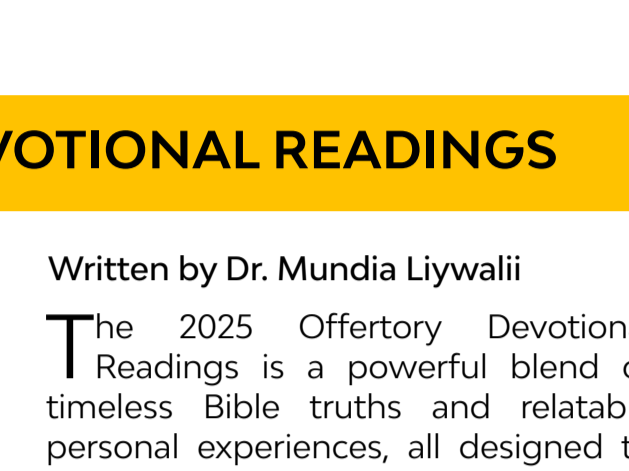 VOTIONAL READINGS
Written by Dr. Mundia Liywalii
The 2025 Offertory Devotion
Readings is a powerful blend
timeless Bible truths and relatab
personal experiences, all designed t